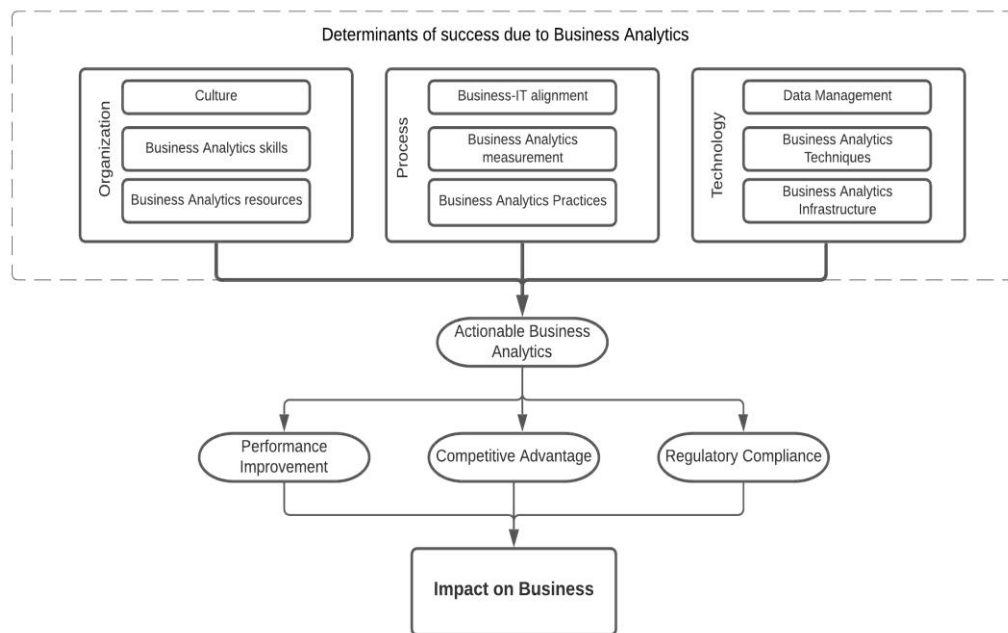 Determinants of success due to Business Analytics
Organization
Culture
Business Analytics skills
Business Analytics resources
Process
Business-IT alignment
Business Analytics
measurement
Business Analytics Practices
Technology
Data Management
Business Analytics
Techniques
Business Analytics
Infrastructure
Actionable Business
Analytics
Performance
Improvement
Competitive Advantage
Regulatory Compliance
Impact on Business